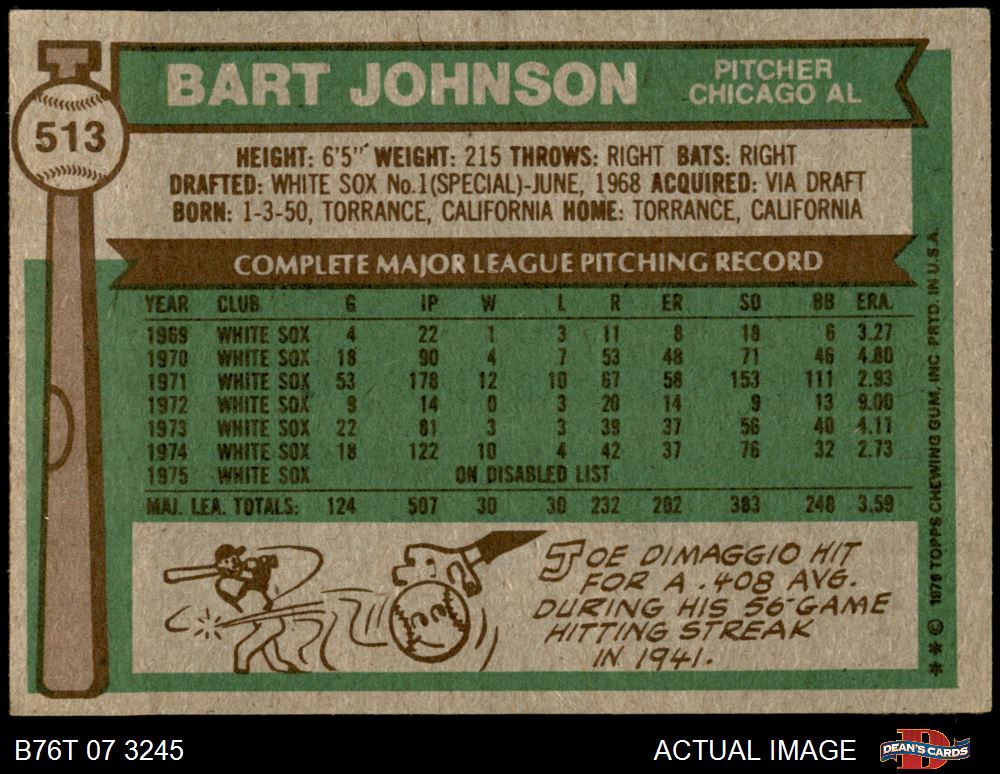 513
BART JOHNSON
PITCHER
CHICAGO AL
HEIGHT: 6'5" WEIGHT: 215 THROWS: RIGHT BATS: RIGHT
DRAFTED: WHITE SOX No.1(SPECIAL)-JUNE, 1968 ACQUIRED: VIA DRAFT
BORN: 1-3-50, TORRANCE, CALIFORNIA HOME: TORRANCE, CALIFORNIA
COMPLETE MAJOR LEAGUE PITCHING RECORD
YEAR CLUB G IP W L R ER SO BB ERA.
1969 WHITE SOX 4 22 1 3 11 8 18 6 3.27
1970 WHITE SOX 18 90 4 7 53 48 71 46 4.80
1971 WHITE SOX 53 178 12 10 67 58 153 111 2.93
1972 WHITE SOX 9 14 0 3 20 14 9 13 9.00
1973 WHITE SOX 22 81 3 3 39 37 56 40 4.11
1974 WHITE SOX 18 122 10 4 42 37 76 32 2.73
1975 WHITE SOX ON DISABLED LIST
MAJ. LEA. TOTALS: 124 507 30 30 232 202 383 248 3.59
JOE DIMAGGIO HIT
FOR A .408 AVG.
DURING HIS 56-GAME
HITTING STREAK
IN 1941.
** © 1976 TOPPS CHEWING GUM, INC. PRTD. IN U.S.A.
B76T 07 3245
ACTUAL IMAGE
DEAN'S CARDS